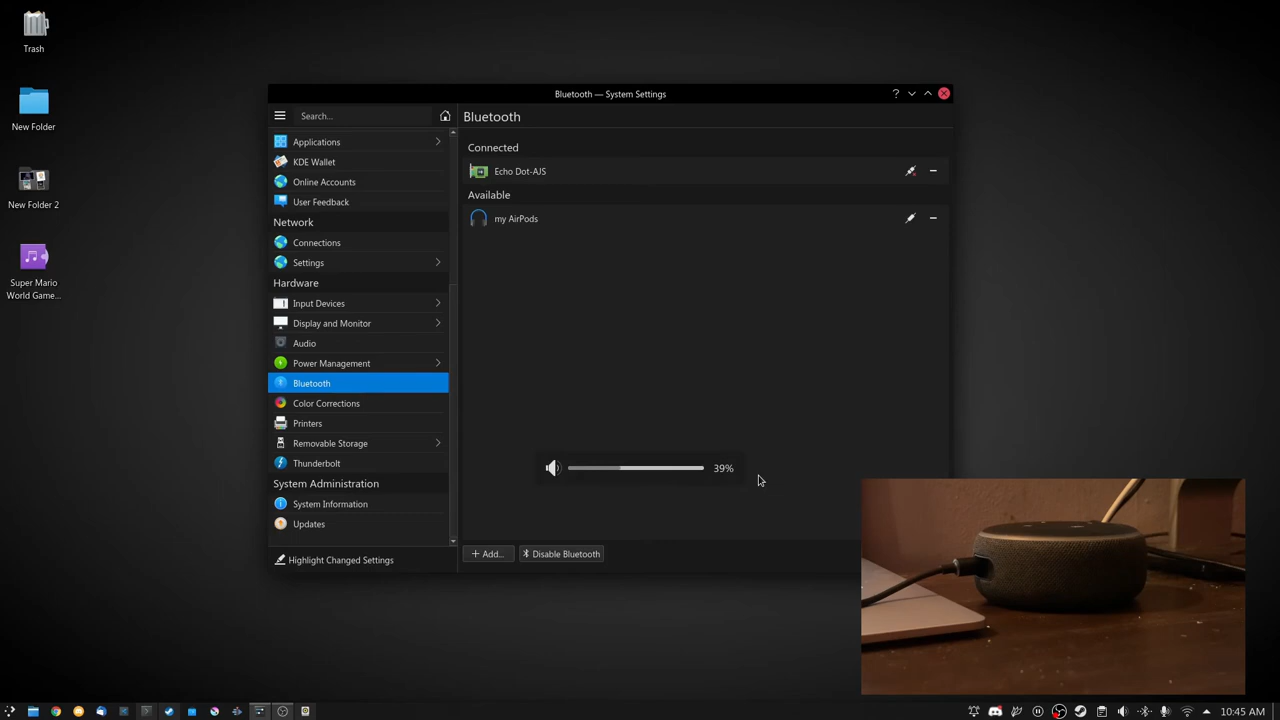 Trash
New Folder
New Folder 2
Super Mario
World Game...
Bluetooth — System Settings
?
Search...
Applications
KDE Wallet
Online Accounts
User Feedback
Network
Connections
Settings
Hardware
Input Devices
Display and Monitor
Audio
Power Management
Bluetooth
Color Corrections
Printers
Removable Storage
Thunderbolt
System Administration
System Information
Updates
Highlight Changed Settings
Bluetooth
Connected
Echo Dot-AJS
Available
my AirPods
39%
+ Add...
Disable Bluetooth
10:45 AM